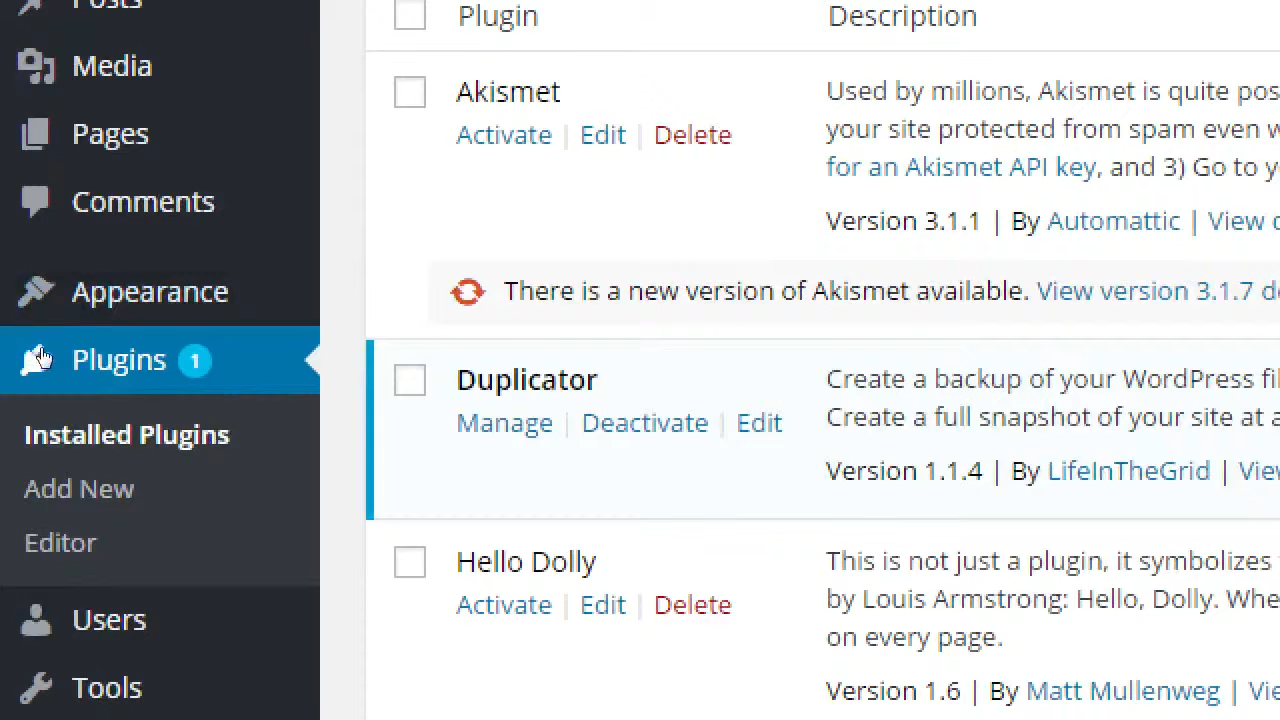 Posts
Media
Pages
Comments
Appearance
Plugins 1
Installed Plugins
Add New
Editor
Users
Tools
Plugin Description
Akismet
Activate | Edit | Delete
Used by millions, Akismet is quite
your site protected from spam even
for an Akismet API key, and 3) Go to
Version 3.1.1 | By Automattic | View
There is a new version of Akismet available. View version 3.1.7
Duplicator
Manage | Deactivate | Edit
Create a backup of your WordPress
Create a full snapshot of your site at
Version 1.1.4 | By LifeInTheGrid |
Hello Dolly
Activate | Edit | Delete
This is not just a plugin, it symbolizes
by Louis Armstrong: Hello, Dolly.
on every page.
Version 1.6 | By Matt Mullenweg |